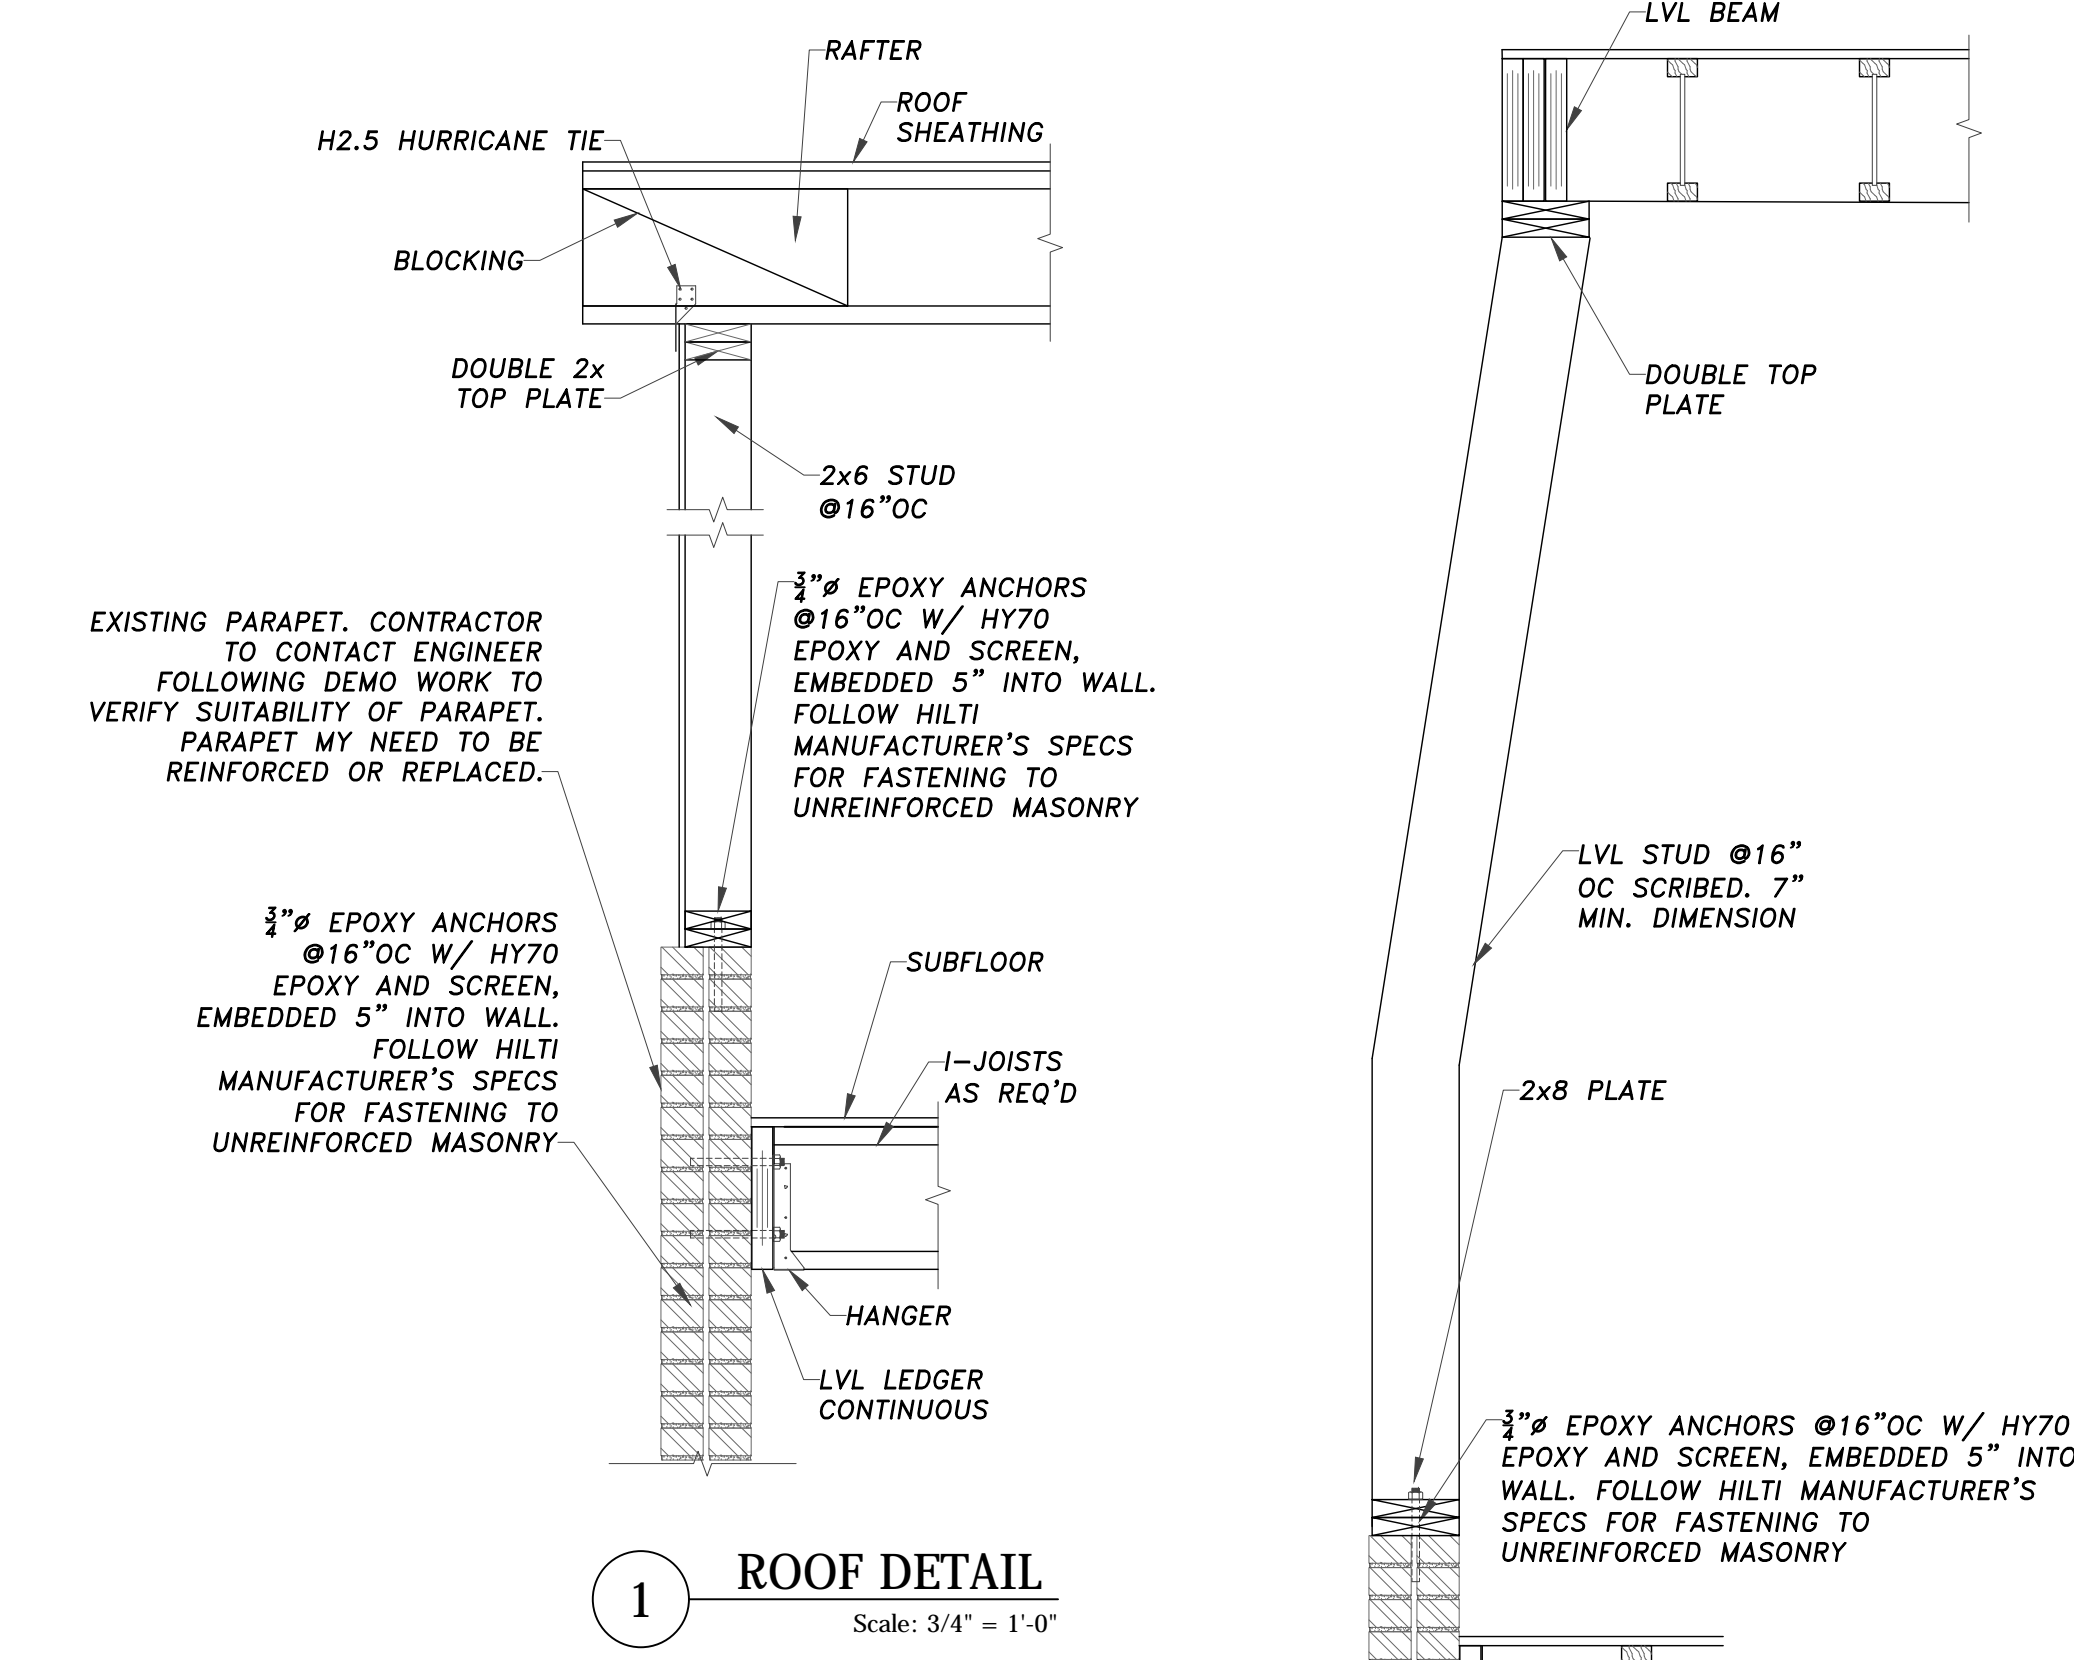 RAFTER
ROOF
SHEATHING
H2.5 HURRICANE TIE
BLOCKING
DOUBLE 2x
TOP PLATE
2x6 STUD
@16”OC
¾”ø EPOXY ANCHORS
@16”OC W/ HY70
EPOXY AND SCREEN,
EMBEDDED 5” INTO WALL.
FOLLOW HILTI
MANUFACTURER’S SPECS
FOR FASTENING TO
UNREINFORCED MASONRY
EXISTING PARAPET. CONTRACTOR
TO CONTACT ENGINEER
FOLLOWING DEMO WORK TO
VERIFY SUITABILITY OF PARAPET.
PARAPET MY NEED TO BE
REINFORCED OR REPLACED.
¾”ø EPOXY ANCHORS
@16”OC W/ HY70
EPOXY AND SCREEN,
EMBEDDED 5” INTO WALL.
FOLLOW HILTI
MANUFACTURER’S SPECS
FOR FASTENING TO
UNREINFORCED MASONRY
SUBFLOOR
I-JOISTS
AS REQ’D
HANGER
LVL LEDGER
CONTINUOUS
1
ROOF DETAIL
Scale: 3/4" = 1'-0"
LVL BEAM
DOUBLE TOP
PLATE
LVL STUD @16”
OC SCRIBED. 7”
MIN. DIMENSION
2x8 PLATE
¾”ø EPOXY ANCHORS @16”OC W/ HY70
EPOXY AND SCREEN, EMBEDDED 5” INTO
WALL. FOLLOW HILTI MANUFACTURER’S
SPECS FOR FASTENING TO
UNREINFORCED MASONRY